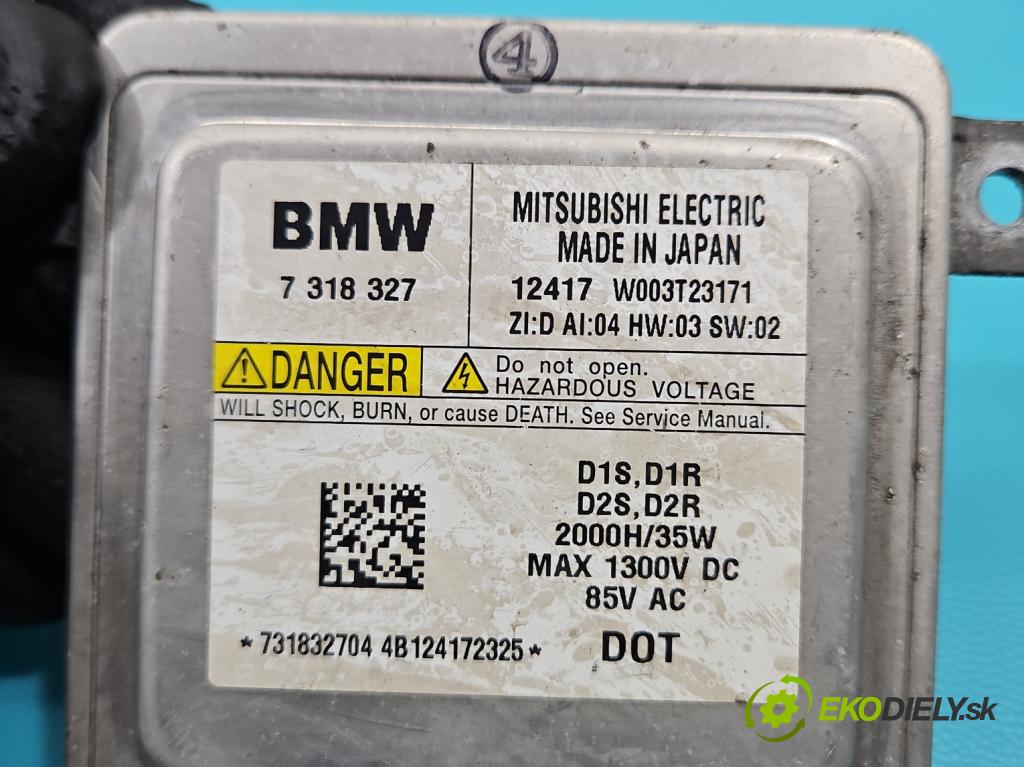 4
BMW
7 318 327
MITSUBISHI ELECTRIC
MADE IN JAPAN
12417 W003T23171
ZI:D AI:04 HW:03 SW:02
DANGER
Do not open.
HAZARDOUS VOLTAGE
WILL SHOCK, BURN, or cause DEATH. See Service Manual.
D1S,D1R
D2S,D2R
2000H/35W
MAX 1300V DC
85V AC
*731832704 4B124172325*
DOT
EKODIELY.sk